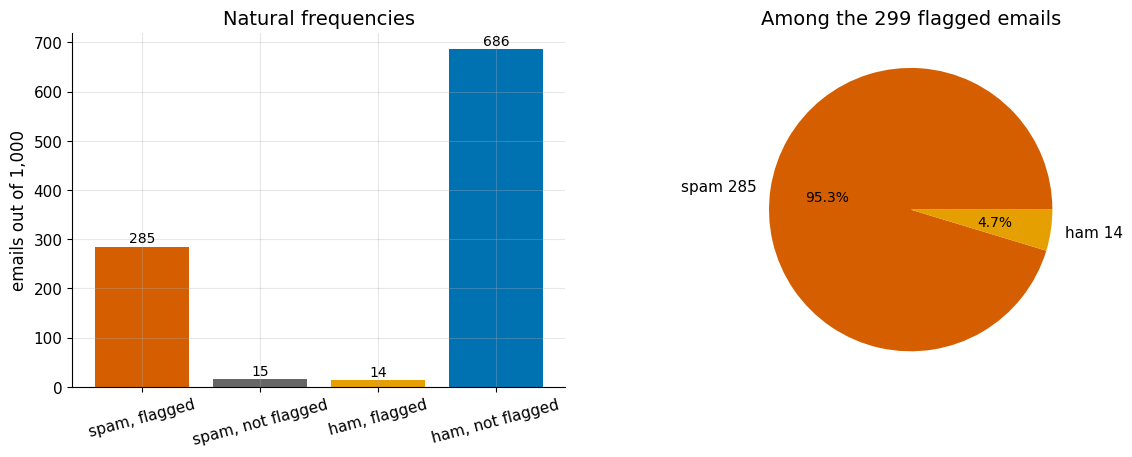 Natural frequencies
emails out of 1,000
700
600
500
400
300
200
100
0
285
15
14
686
spam, flagged
spam, not flagged
ham, flagged
ham, not flagged
Among the 299 flagged emails
spam 285
95.3%
4.7%
ham 14